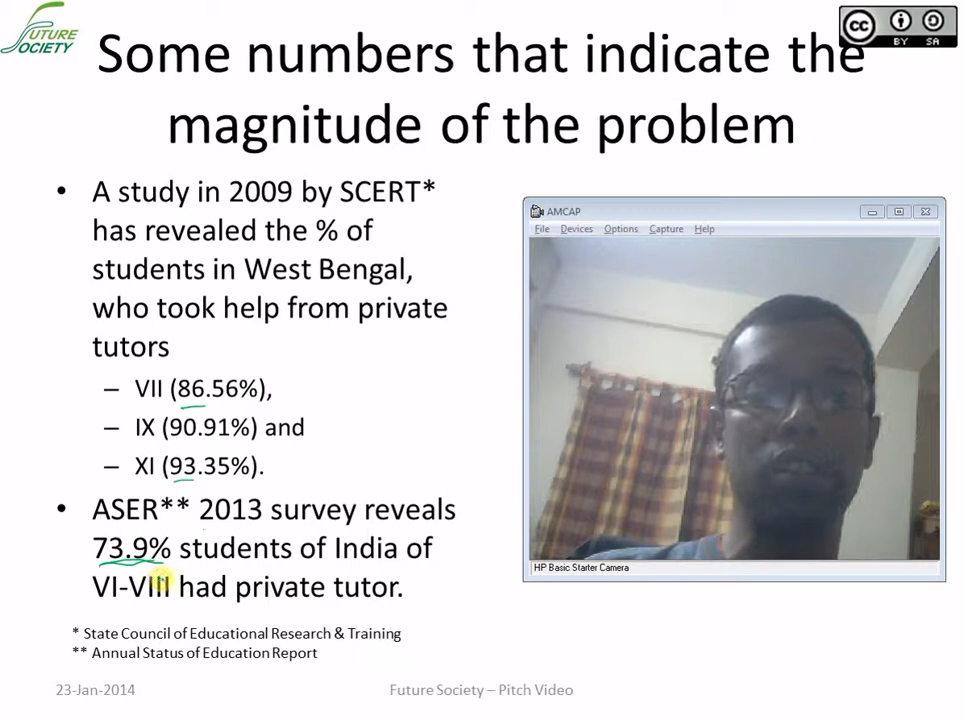 FUTURE
SOCIETY
cc
BY SA
Some numbers that indicate the
magnitude of the problem
• A study in 2009 by SCERT*
has revealed the % of
students in West Bengal,
who took help from private
tutors
– VII (86.56%),
– IX (90.91%) and
– XI (93.35%).
• ASER** 2013 survey reveals
73.9% students of India of
VI-VIII had private tutor.
* State Council of Educational Research & Training
** Annual Status of Education Report
AMCAP
File Devices Options Capture Help
HP Basic Starter Camera
23-Jan-2014
Future Society – Pitch Video